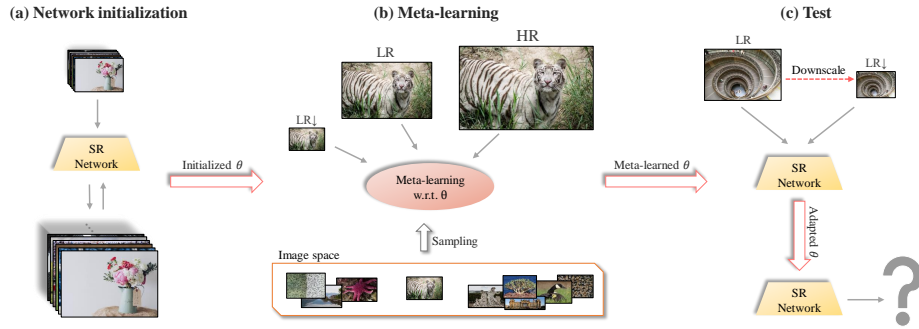 (a) Network initialization
(b) Meta-learning
(c) Test
SR
Network
Initialized θ
LR↓
LR
HR
Meta-learning
w.r.t. θ
Sampling
Image space
Meta-learned θ
LR
Downscale
LR↓
SR
Network
Adapted
θ
SR
Network
?